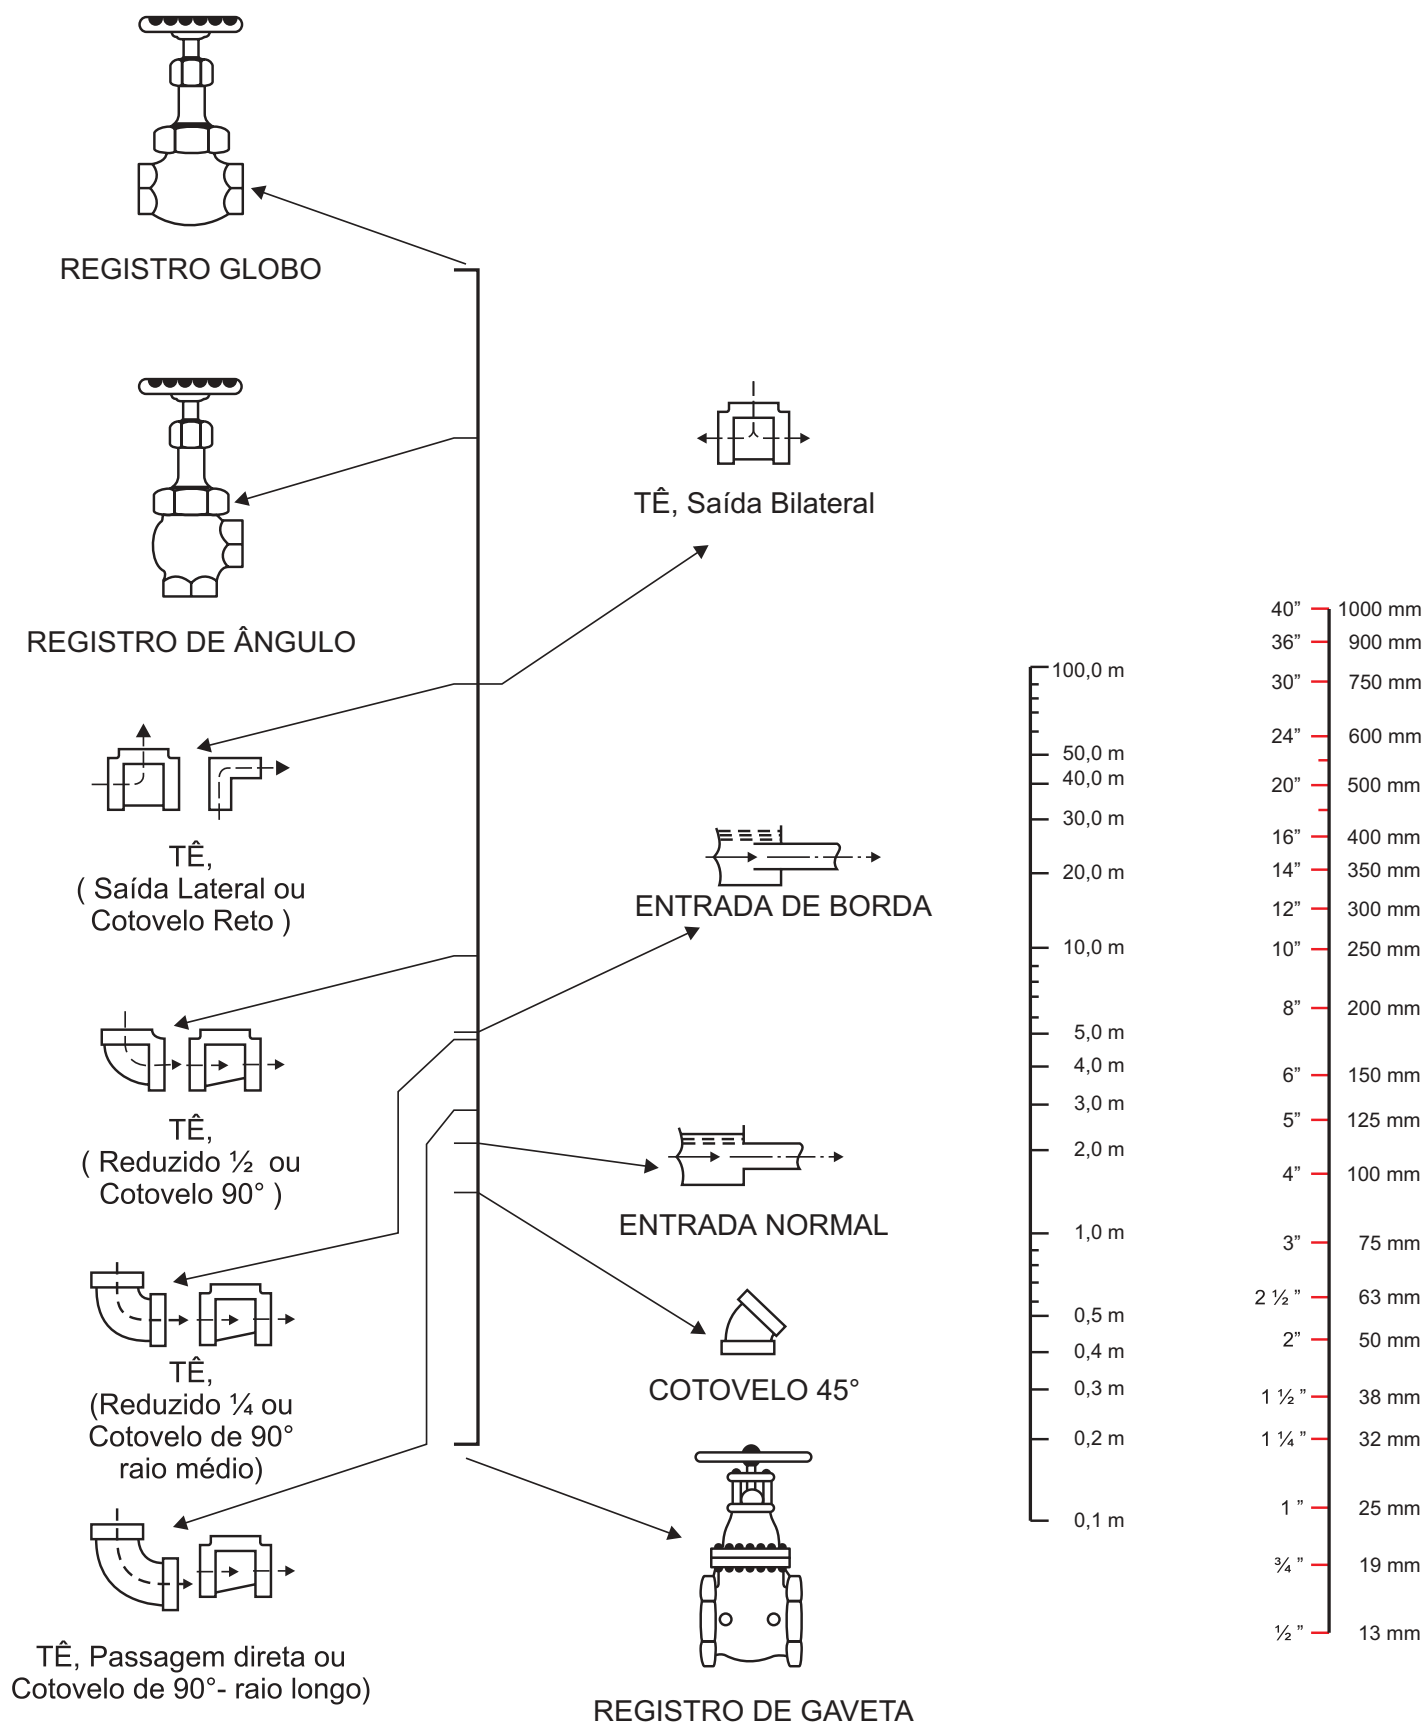 REGISTRO GLOBO
REGISTRO DE ÂNGULO
TÊ,
( Saída Lateral ou
Cotovelo Reto )
TÊ,
( Reduzido ½ ou
Cotovelo 90° )
TÊ,
(Reduzido ¼ ou
Cotovelo de 90°
raio médio)
TÊ, Passagem direta ou
Cotovelo de 90°- raio longo)
TÊ, Saída Bilateral
ENTRADA DE BORDA
ENTRADA NORMAL
COTOVELO 45°
REGISTRO DE GAVETA
100,0 m
50,0 m
40,0 m
30,0 m
20,0 m
10,0 m
5,0 m
4,0 m
3,0 m
2,0 m
1,0 m
0,5 m
0,4 m
0,3 m
0,2 m
0,1 m
40” 1000 mm
36” 900 mm
30” 750 mm
24” 600 mm
20” 500 mm
16” 400 mm
14” 350 mm
12” 300 mm
10” 250 mm
8” 200 mm
6” 150 mm
5” 125 mm
4” 100 mm
3” 75 mm
2 ½ ” 63 mm
2” 50 mm
1 ½ ” 38 mm
1 ¼ ” 32 mm
1 ” 25 mm
¾ ” 19 mm
½ ” 13 mm